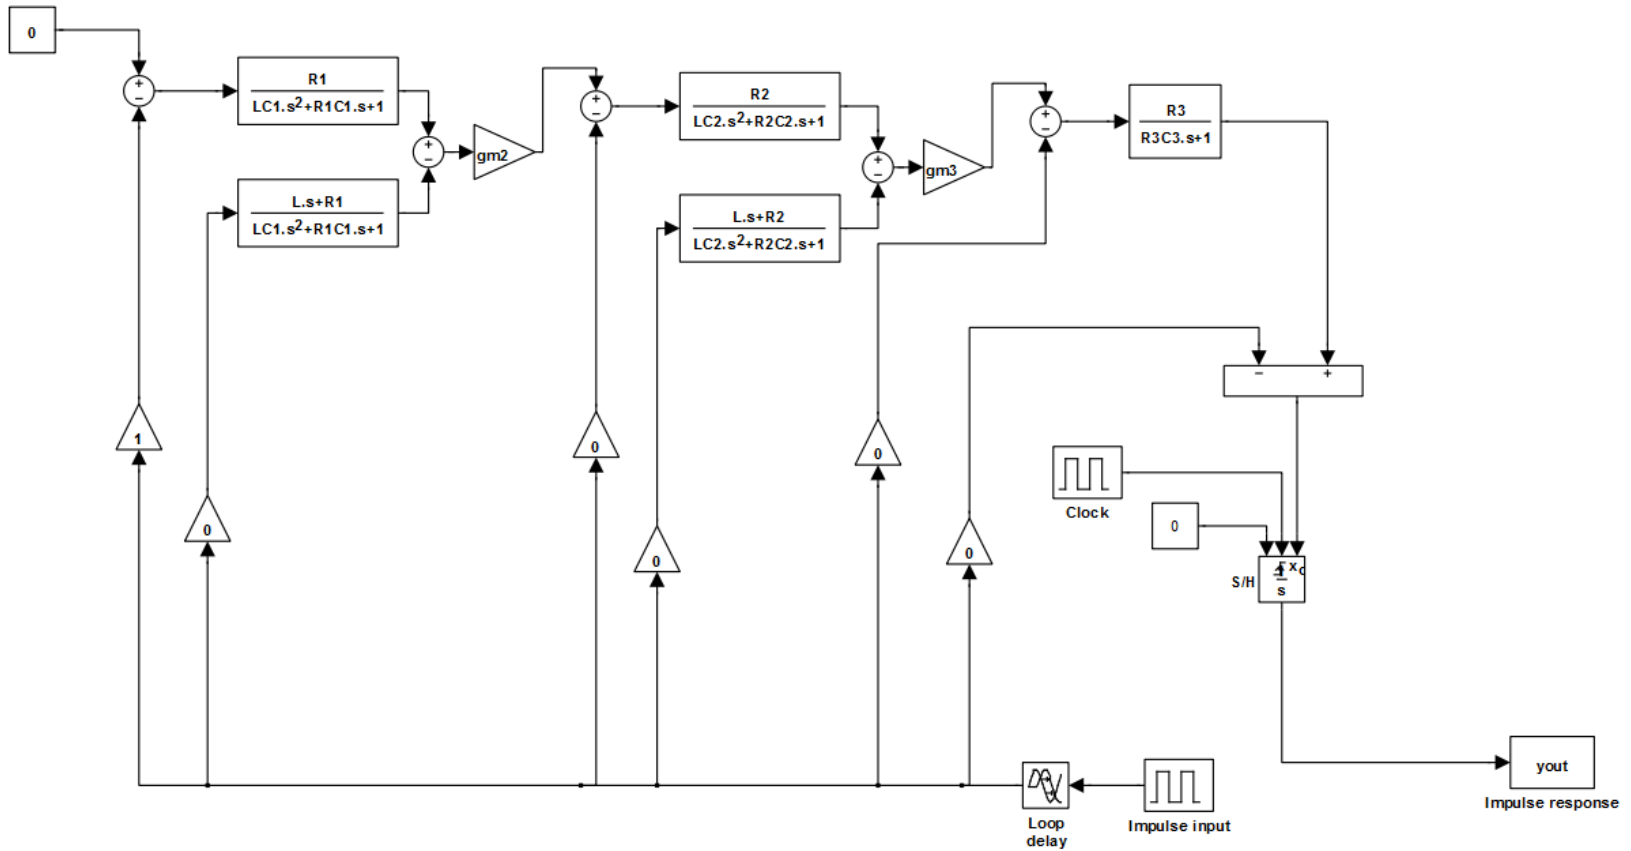 0
+
−
R1
LC1.s2+R1C1.s+1
+
−
gm2
L.s+R1
LC1.s2+R1C1.s+1
+
−
R2
LC2.s2+R2C2.s+1
+
−
gm3
L.s+R2
LC2.s2+R2C2.s+1
+
−
R3
R3C3.s+1
− +
1
0
0
0
0
0
Clock
0
S/H
xo
s
yout
Impulse response
Loop
delay
Impulse input